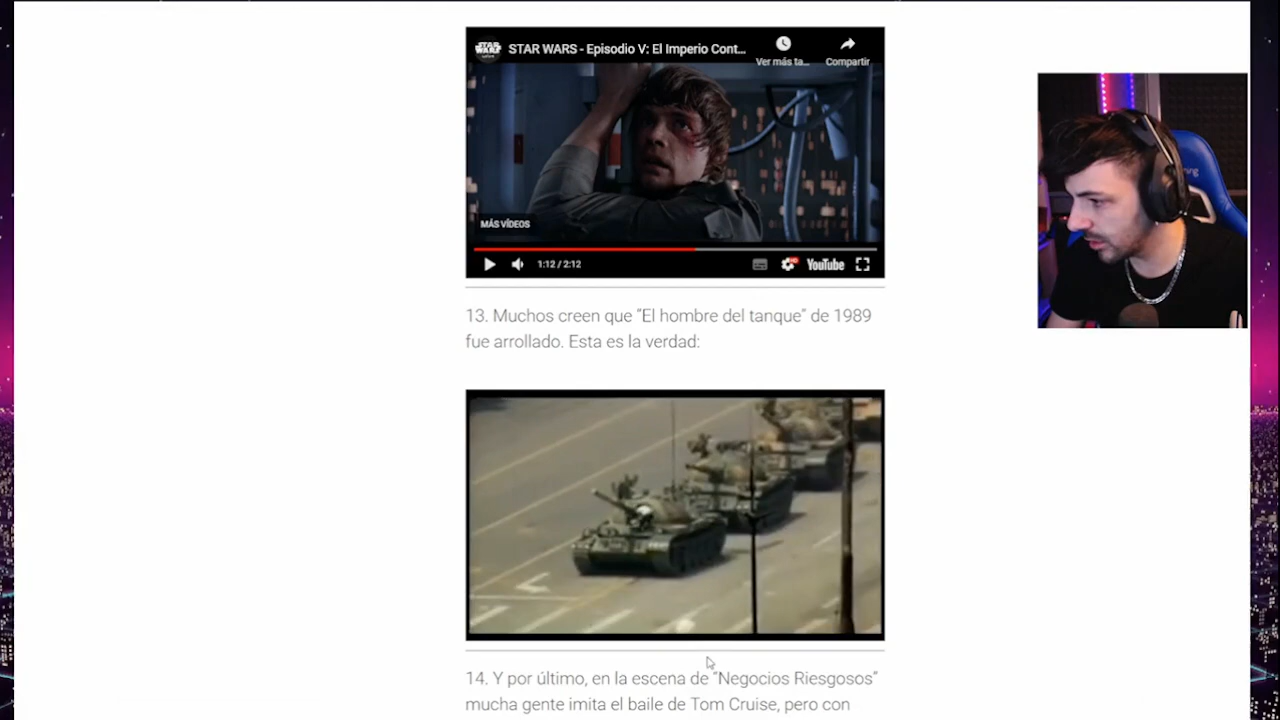 STAR WARS - Episodio V: El Imperio Cont...
Ver más ta...
Compartir
MÁS VÍDEOS
1:12 / 2:12
HD
YouTube
13. Muchos creen que "El hombre del tanque" de 1989
fue arrollado. Esta es la verdad:
14. Y por último, en la escena de "Negocios Riesgosos"
mucha gente imita el baile de Tom Cruise, pero con